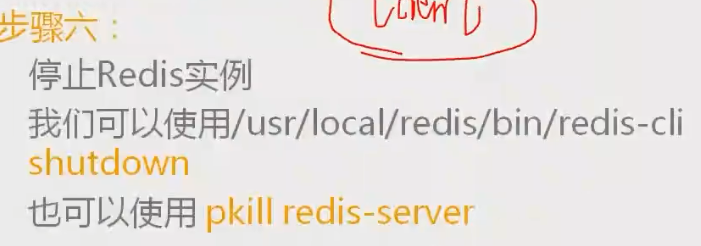 步骤六：
停止Redis实例
我们可以使用/usr/local/redis/bin/redis-cli
shutdown
也可以使用 pkill redis-server